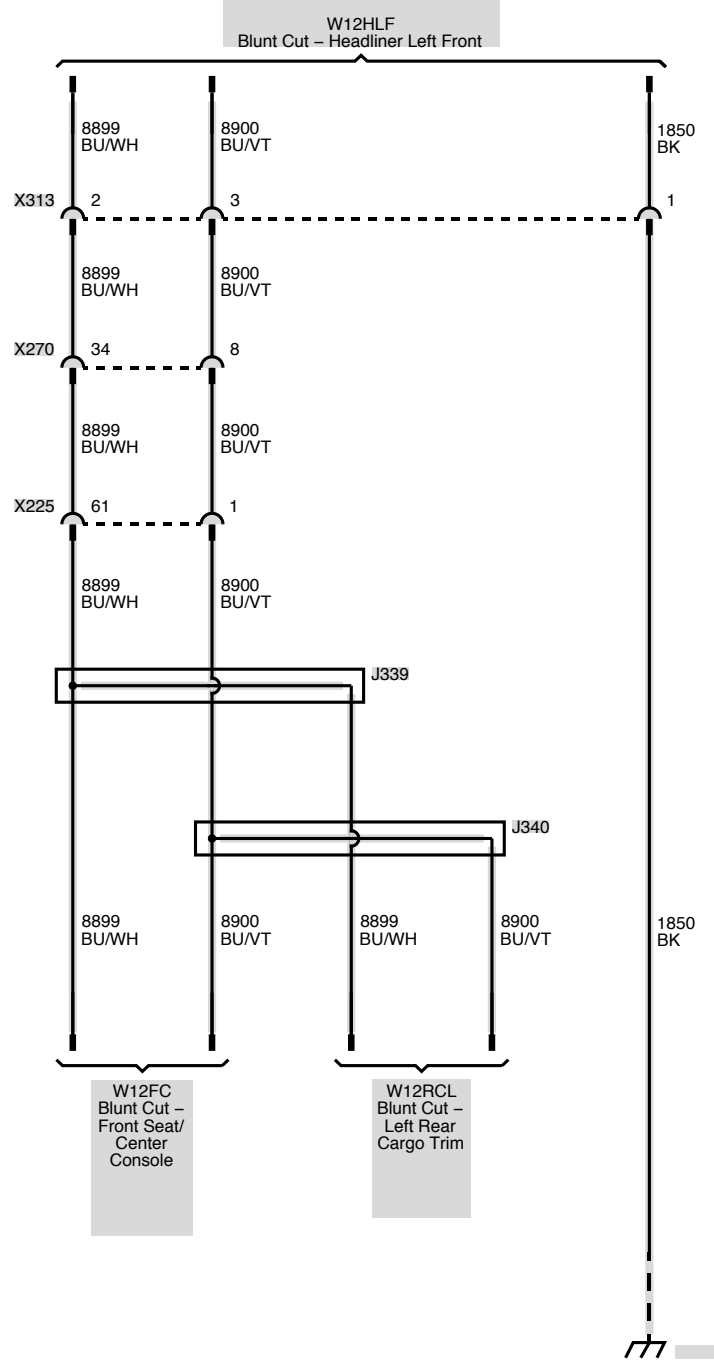 W12HLF
Blunt Cut – Headliner Left Front
8899
BU/WH
8900
BU/VT
1850
BK
X313
2
3
1
8899
BU/WH
8900
BU/VT
X270
34
8
8899
BU/WH
8900
BU/VT
X225
61
1
8899
BU/WH
8900
BU/VT
J339
J340
8899
BU/WH
8900
BU/VT
8899
BU/WH
8900
BU/VT
1850
BK
W12FC
Blunt Cut –
Front Seat/
Center
Console
W12RCL
Blunt Cut –
Left Rear
Cargo Trim